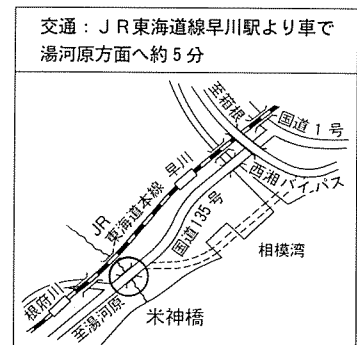 交通：ＪＲ東海道線早川駅より車で
湯河原方面へ約５分
至箱根
国道１号
西湘バイパス
早川
JR
東海道本線
国道135号
相模湾
根府川
至湯河原
米神橋